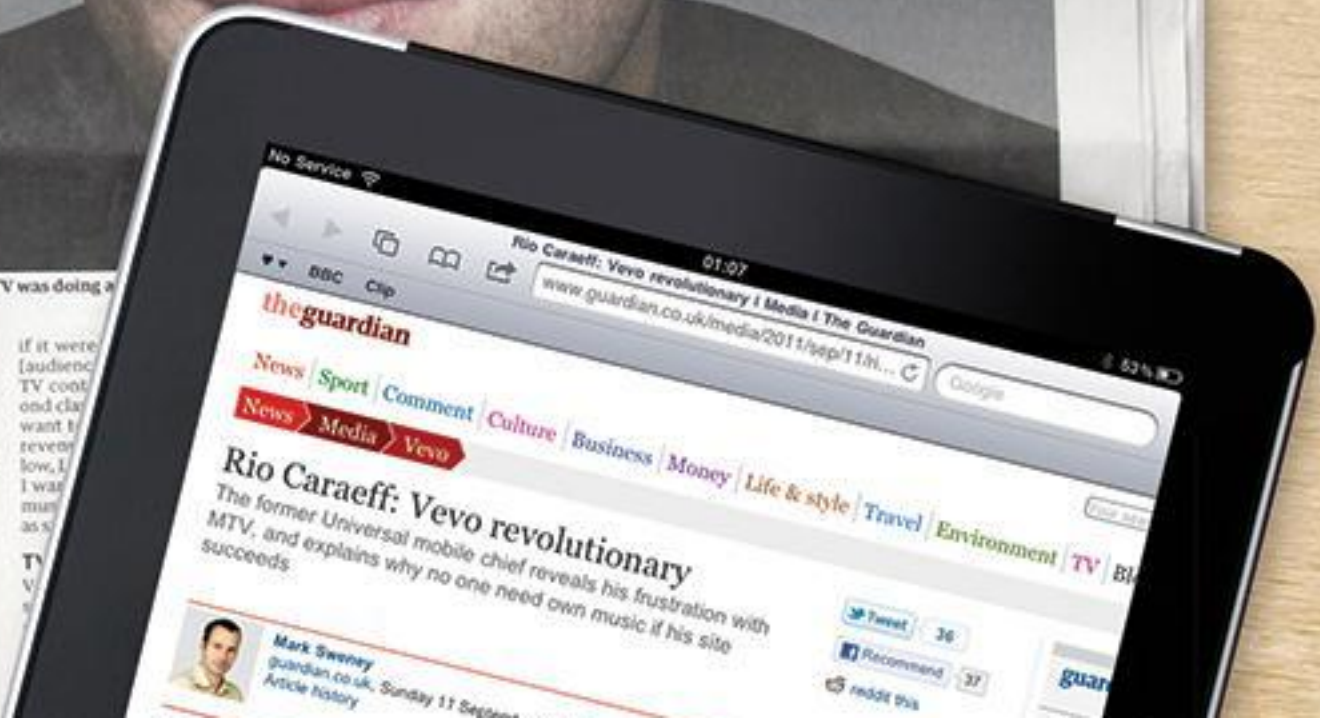 No Service
01:07
53%
Rio Caraeff: Vevo revolutionary | Media | The Guardian
www.guardian.co.uk/media/2011/sep/11/ri...
Google
BBC Clip
theguardian
News Sport Comment Culture Business Money Life & style Travel Environment TV
News Media Vevo
Rio Caraeff: Vevo revolutionary
The former Universal mobile chief reveals his frustration with
MTV, and explains why no one need own music if his site
succeeds
Tweet 36
Recommend 37
reddit this
Mark Sweney
guardian.co.uk, Sunday 11
Article history
V was doing a
if it were
TV
want
low, I
I
as